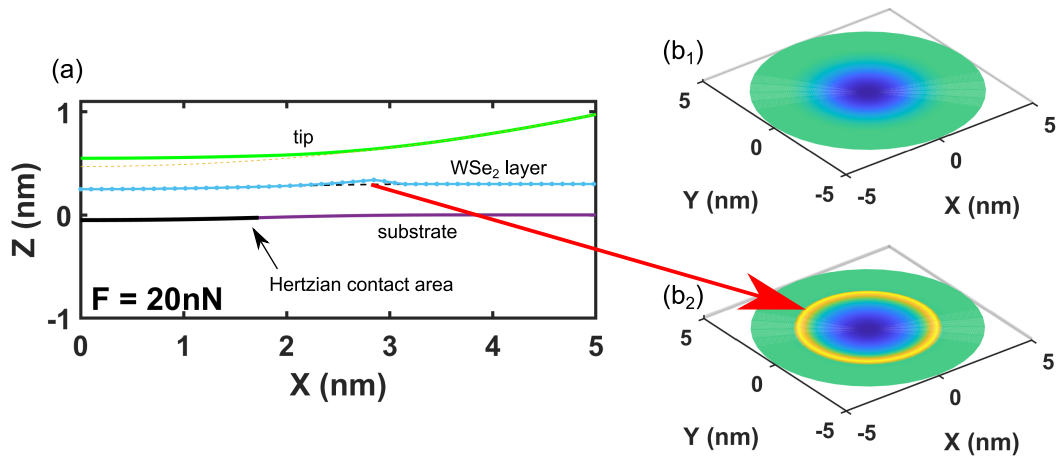 (a)
1
0
-1
Z (nm)
tip
WSe₂ layer
substrate
Hertzian contact area
F = 20nN
0 1 2 3 4 5
X (nm)
(b₁)
5
0
-5
Y (nm)
-5
0
5
X (nm)
(b₂)
5
0
-5
Y (nm)
-5
0
5
X (nm)